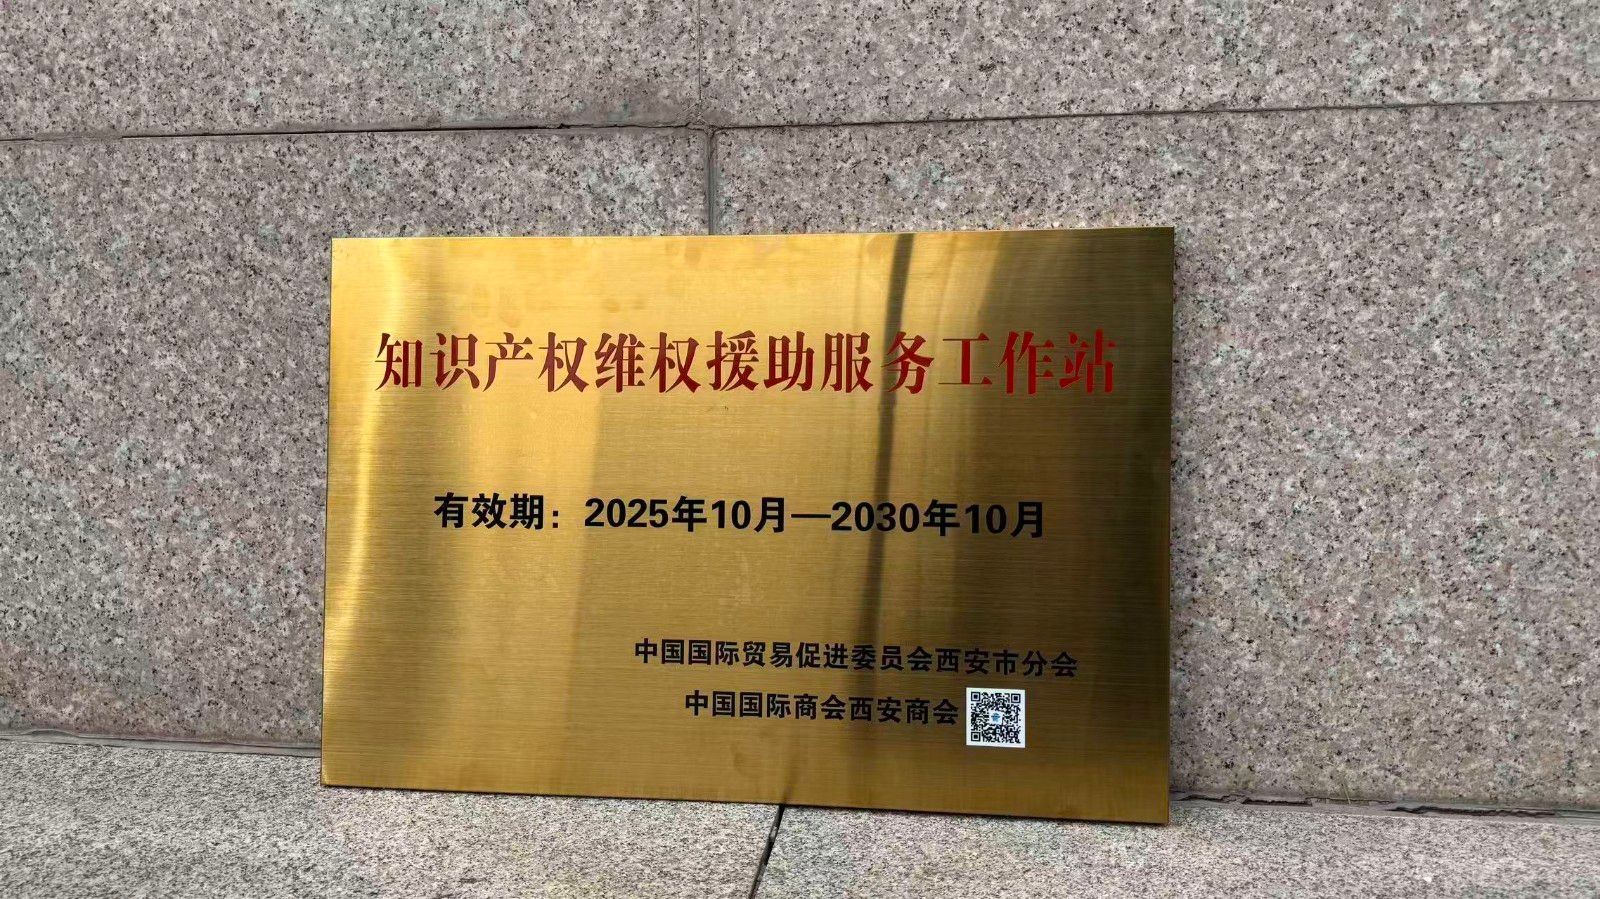 知识产权维权援助服务工作站
有效期：2025年10月—2030年10月
中国国际贸易促进委员会西安市分会
中国国际商会西安商会